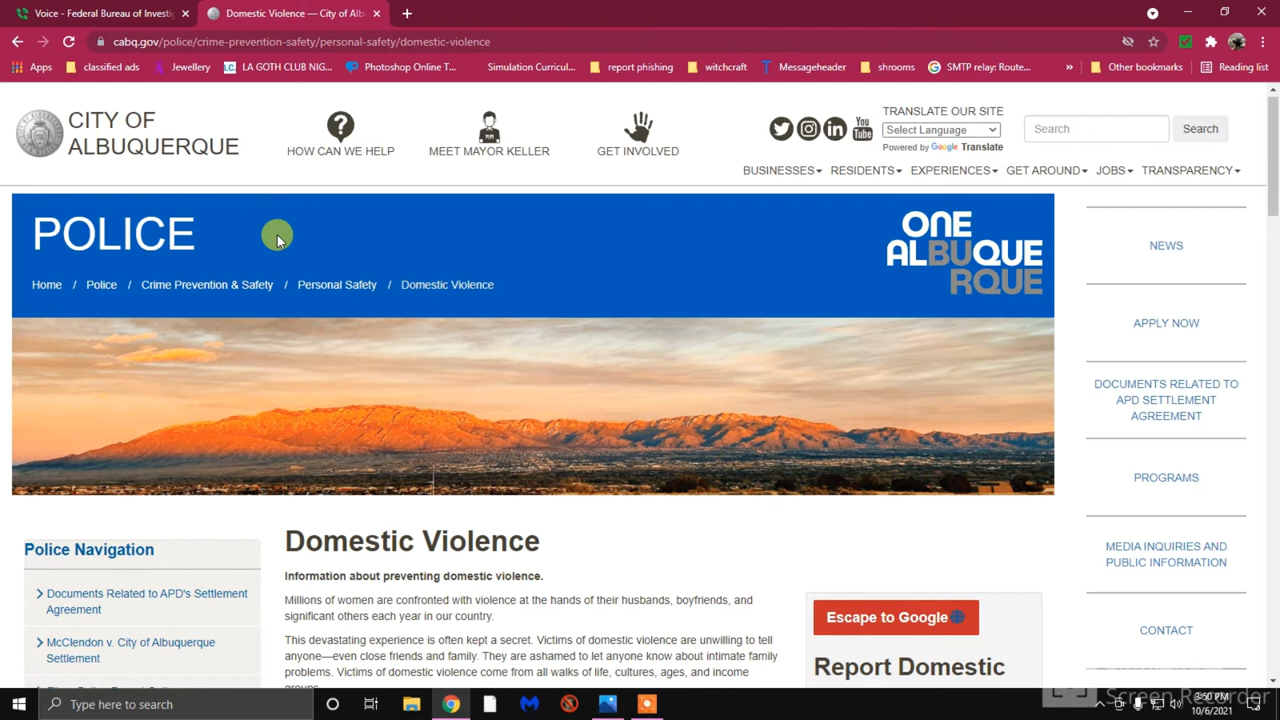 Voice - Federal Bureau of Investig
Domestic Violence — City of Alb
cabq.gov/police/crime-prevention-safety/personal-safety/domestic-violence
Apps classified ads Jewellery LC. LA GOTH CLUB NIG... Photoshop Online T... Simulation Curricul... report phishing witchcraft Messageheader shrooms SMTP relay: Route... » Other bookmarks Reading list
CITY OF
ALBUQUERQUE
HOW CAN WE HELP
MEET MAYOR KELLER
GET INVOLVED
You
Tube
TRANSLATE OUR SITE
Select Language
Powered by Google Translate
Search
Search
BUSINESSES RESIDENTS EXPERIENCES GET AROUND JOBS TRANSPARENCY
POLICE
Home / Police / Crime Prevention & Safety / Personal Safety / Domestic Violence
ONE
ALBUQUE
RQUE
NEWS
APPLY NOW
DOCUMENTS RELATED TO
APD SETTLEMENT
AGREEMENT
PROGRAMS
MEDIA INQUIRIES AND
PUBLIC INFORMATION
CONTACT
Police Navigation
Documents Related to APD's Settlement
Agreement
McClendon v. City of Albuquerque
Settlement
Domestic Violence
Information about preventing domestic violence.
Millions of women are confronted with violence at the hands of their husbands, boyfriends, and
significant others each year in our country.
This devastating experience is often kept a secret. Victims of domestic violence are unwilling to tell
anyone—even close friends and family. They are ashamed to let anyone know about intimate family
problems. Victims of domestic violence come from all walks of life, cultures, ages, and income
groups.
Escape to Google
Report Domestic
Type here to search
Screen Recorder
3:50 PM
10/6/2021